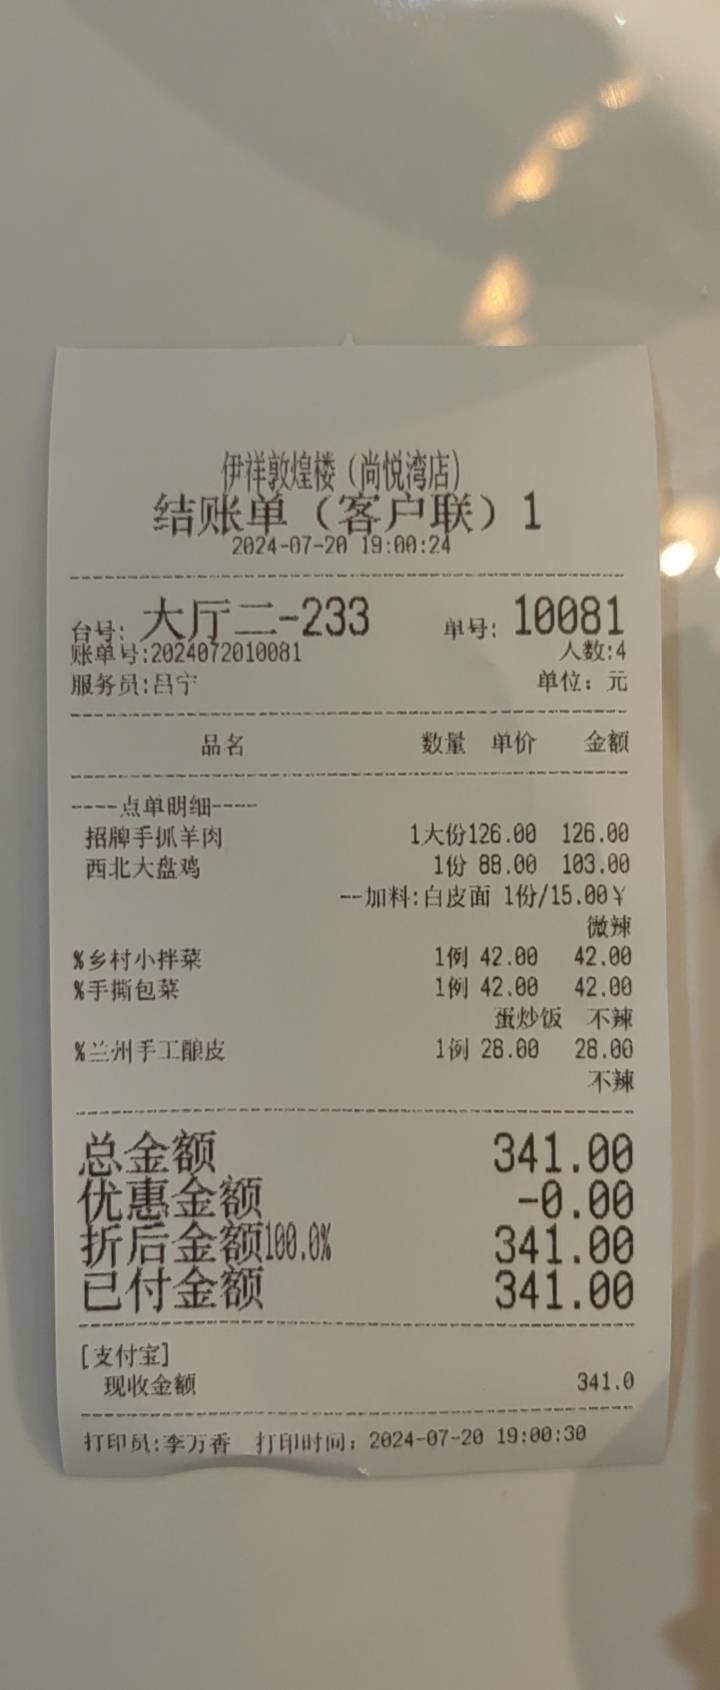 伊祥敦煌楼（尚悦湾店）
结账单（客户联）1
2024-07-20 19:00:24
台号: 大厅二-233 单号: 10081
账单号:2024072010081 人数:4
服务员:吕宁 单位：元
品名 数量 单价 金额
----点单明细----
招牌手抓羊肉 1大份126.00 126.00
西北大盘鸡 1份 88.00 103.00
--加料:白皮面 1份/15.00¥
微辣
%乡村小拌菜 1例 42.00 42.00
%手撕包菜 1例 42.00 42.00
蛋炒饭 不辣
%兰州手工酿皮 1例 28.00 28.00
不辣
总金额 341.00
优惠金额 -0.00
折后金额100.0% 341.00
已付金额 341.00
[支付宝]
现收金额 341.0
打印员:李万香 打印时间：2024-07-20 19:00:30